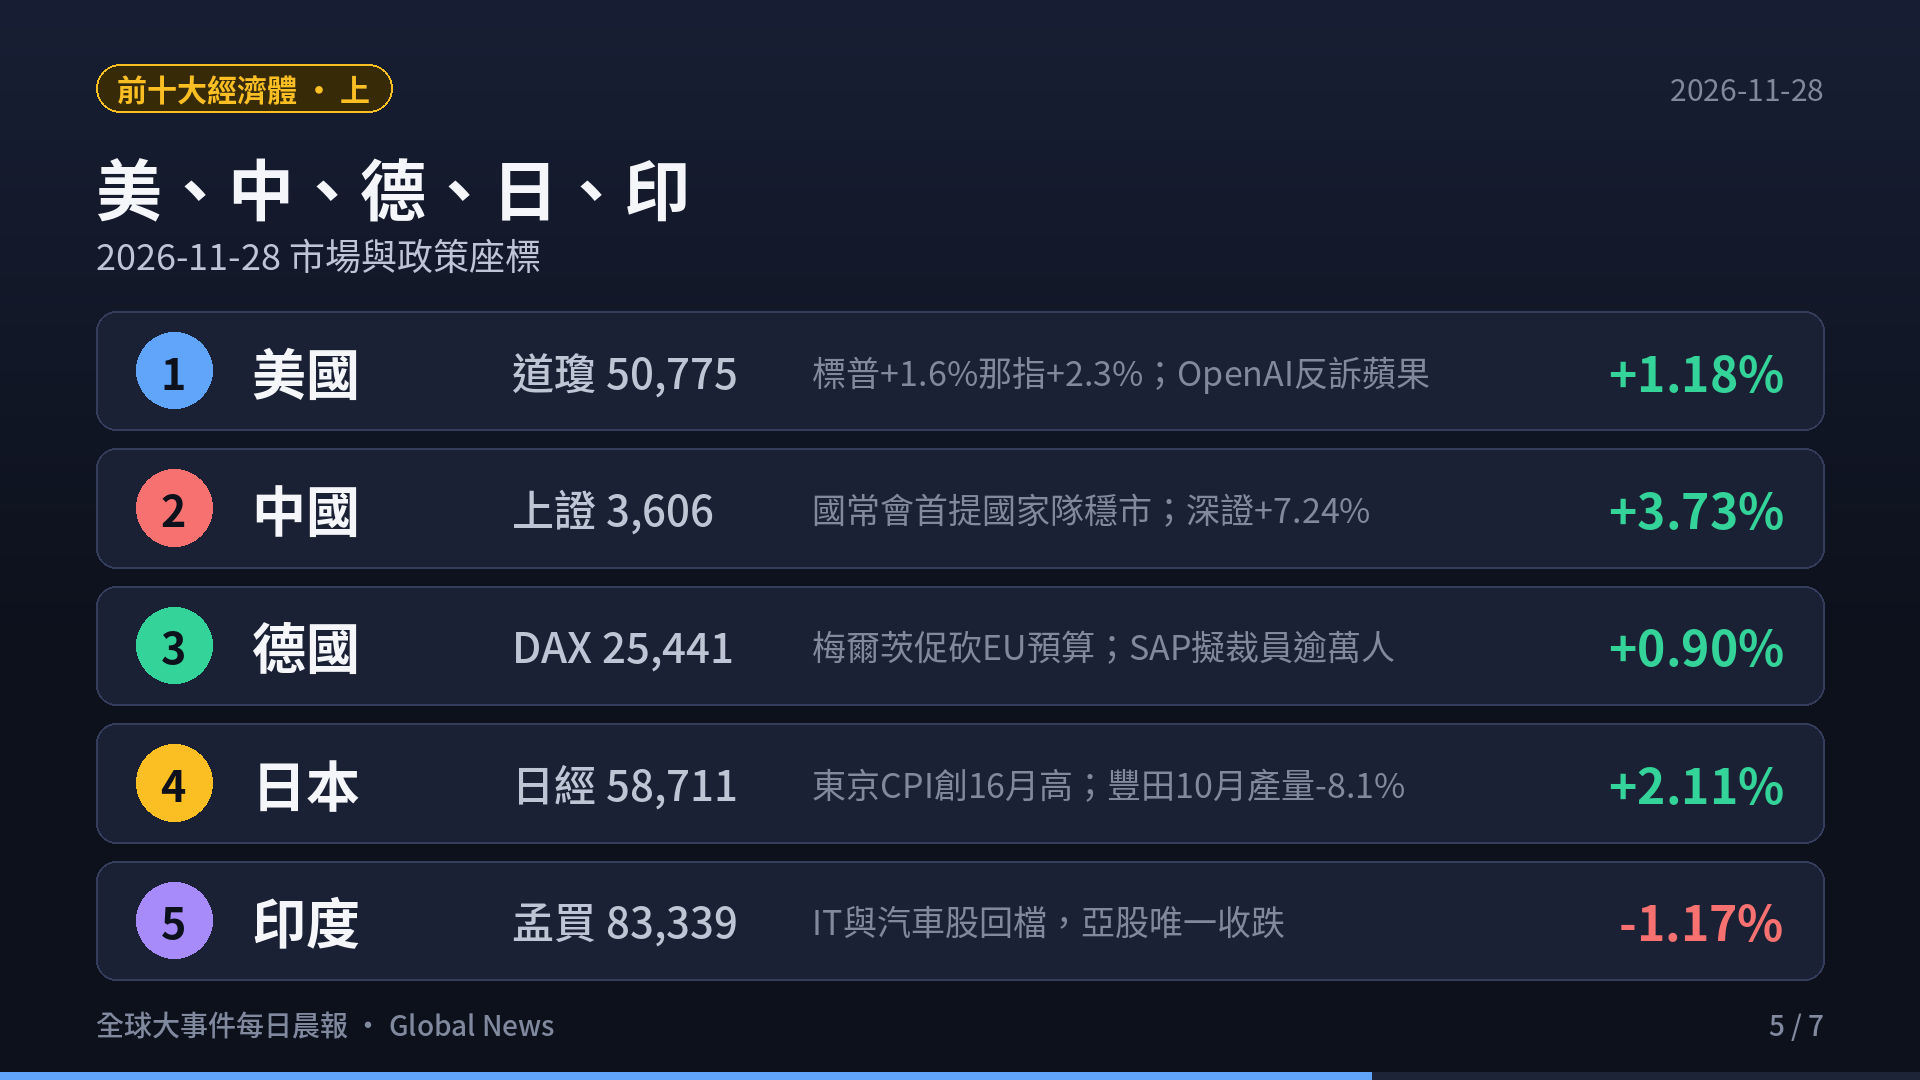 前十大經濟體 · 上
2026-11-28
美、中、德、日、印
2026-11-28 市場與政策座標
1 美國 道瓊 50,775 標普+1.6%那指+2.3%；OpenAI反訴蘋果 +1.18%
2 中國 上證 3,606 國常會首提國家隊穩市；深證+7.24% +3.73%
3 德國 DAX 25,441 梅爾茨促砍EU預算；SAP擬裁員逾萬人 +0.90%
4 日本 日經 58,711 東京CPI創16月高；豐田10月產量-8.1% +2.11%
5 印度 孟買 83,339 IT與汽車股回檔，亞股唯一收跌 -1.17%
全球大事件每日晨報 · Global News
5 / 7